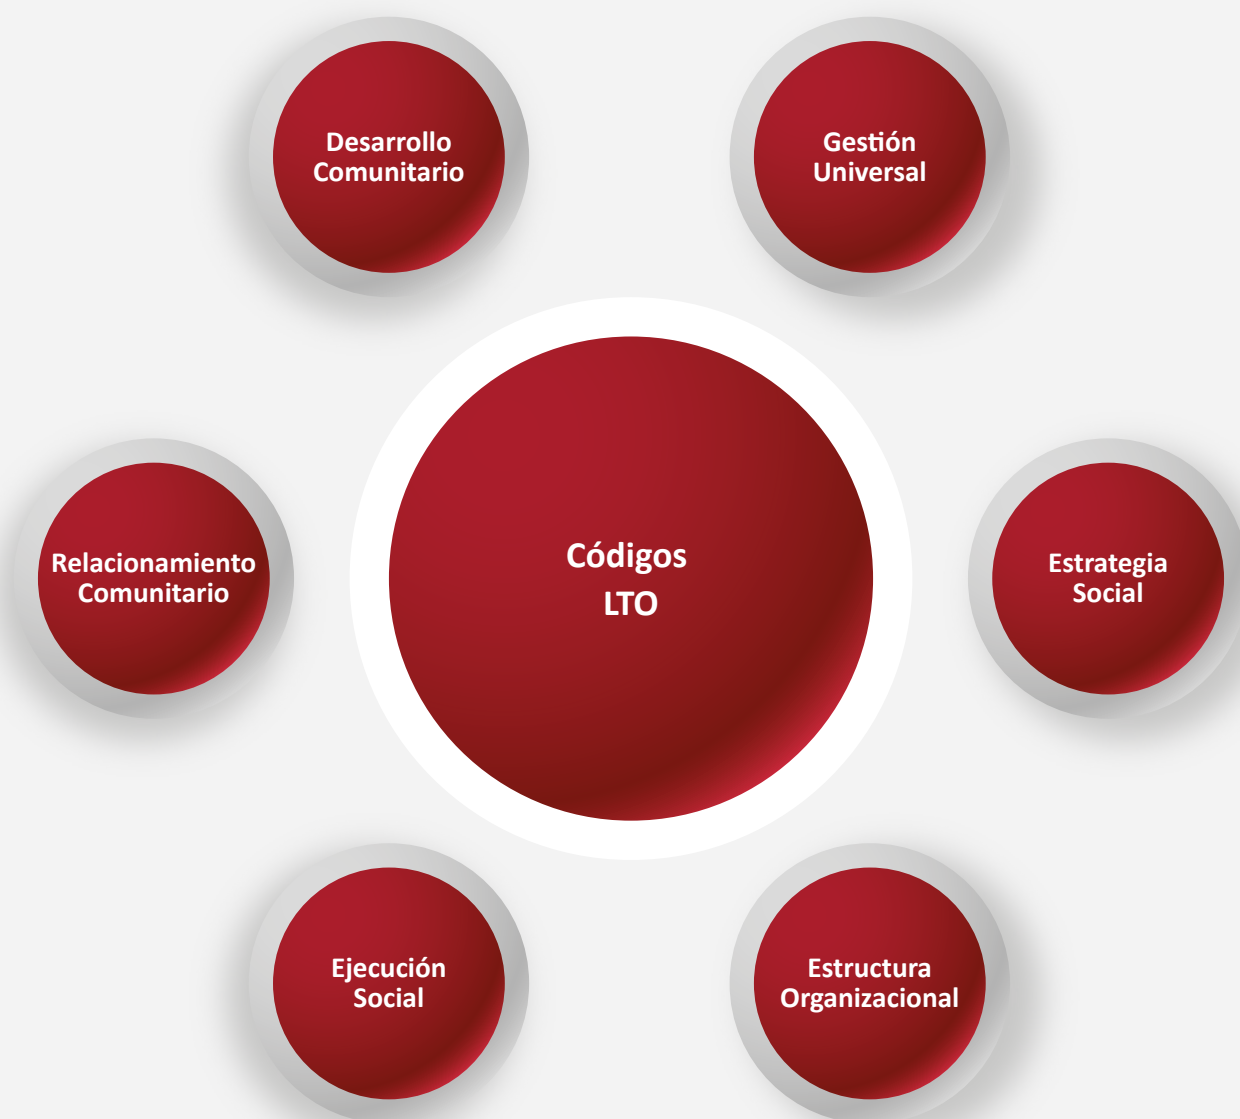 Desarrollo
Comunitario
Gestión
Universal
Relacionamiento
Comunitario
Códigos
LTO
Estrategia
Social
Ejecución
Social
Estructura
Organizacional